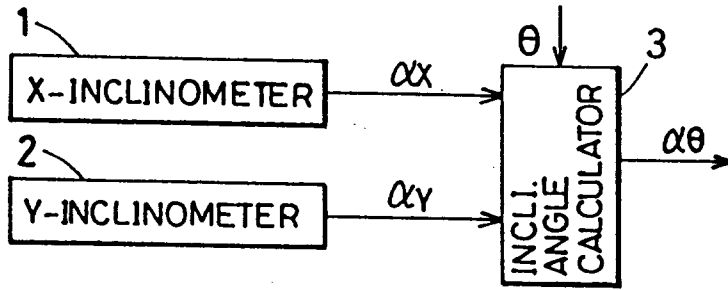 1
X-INCLINOMETER
αX
θ
3
INCLI.
ANGLE
CALCULATOR
αθ
2
Y-INCLINOMETER
αY